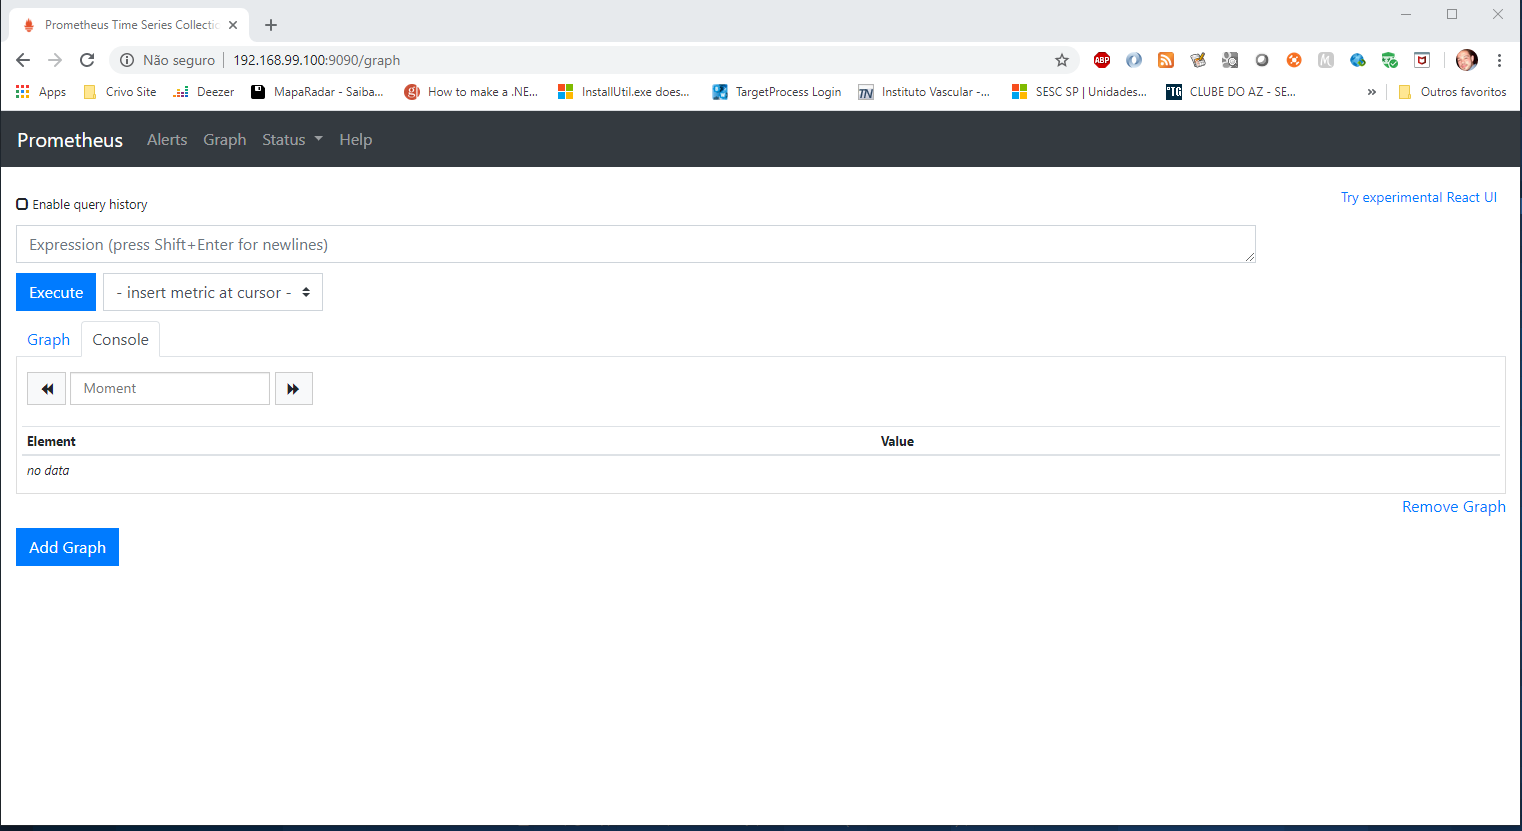 Prometheus Time Series Collectio
Não seguro 192.168.99.100:9090/graph
ABP M
Apps Crivo Site Deezer MapaRadar - Saiba... How to make a .NE... InstallUtil.exe does... TargetProcess Login Instituto Vascular -... SESC SP | Unidades... CLUBE DO AZ - SE... » Outros favoritos
Prometheus Alerts Graph Status Help
Enable query history Try experimental React UI
Expression (press Shift+Enter for newlines)
Execute - insert metric at cursor -
Graph Console
Moment
Element Value
no data
Remove Graph
Add Graph